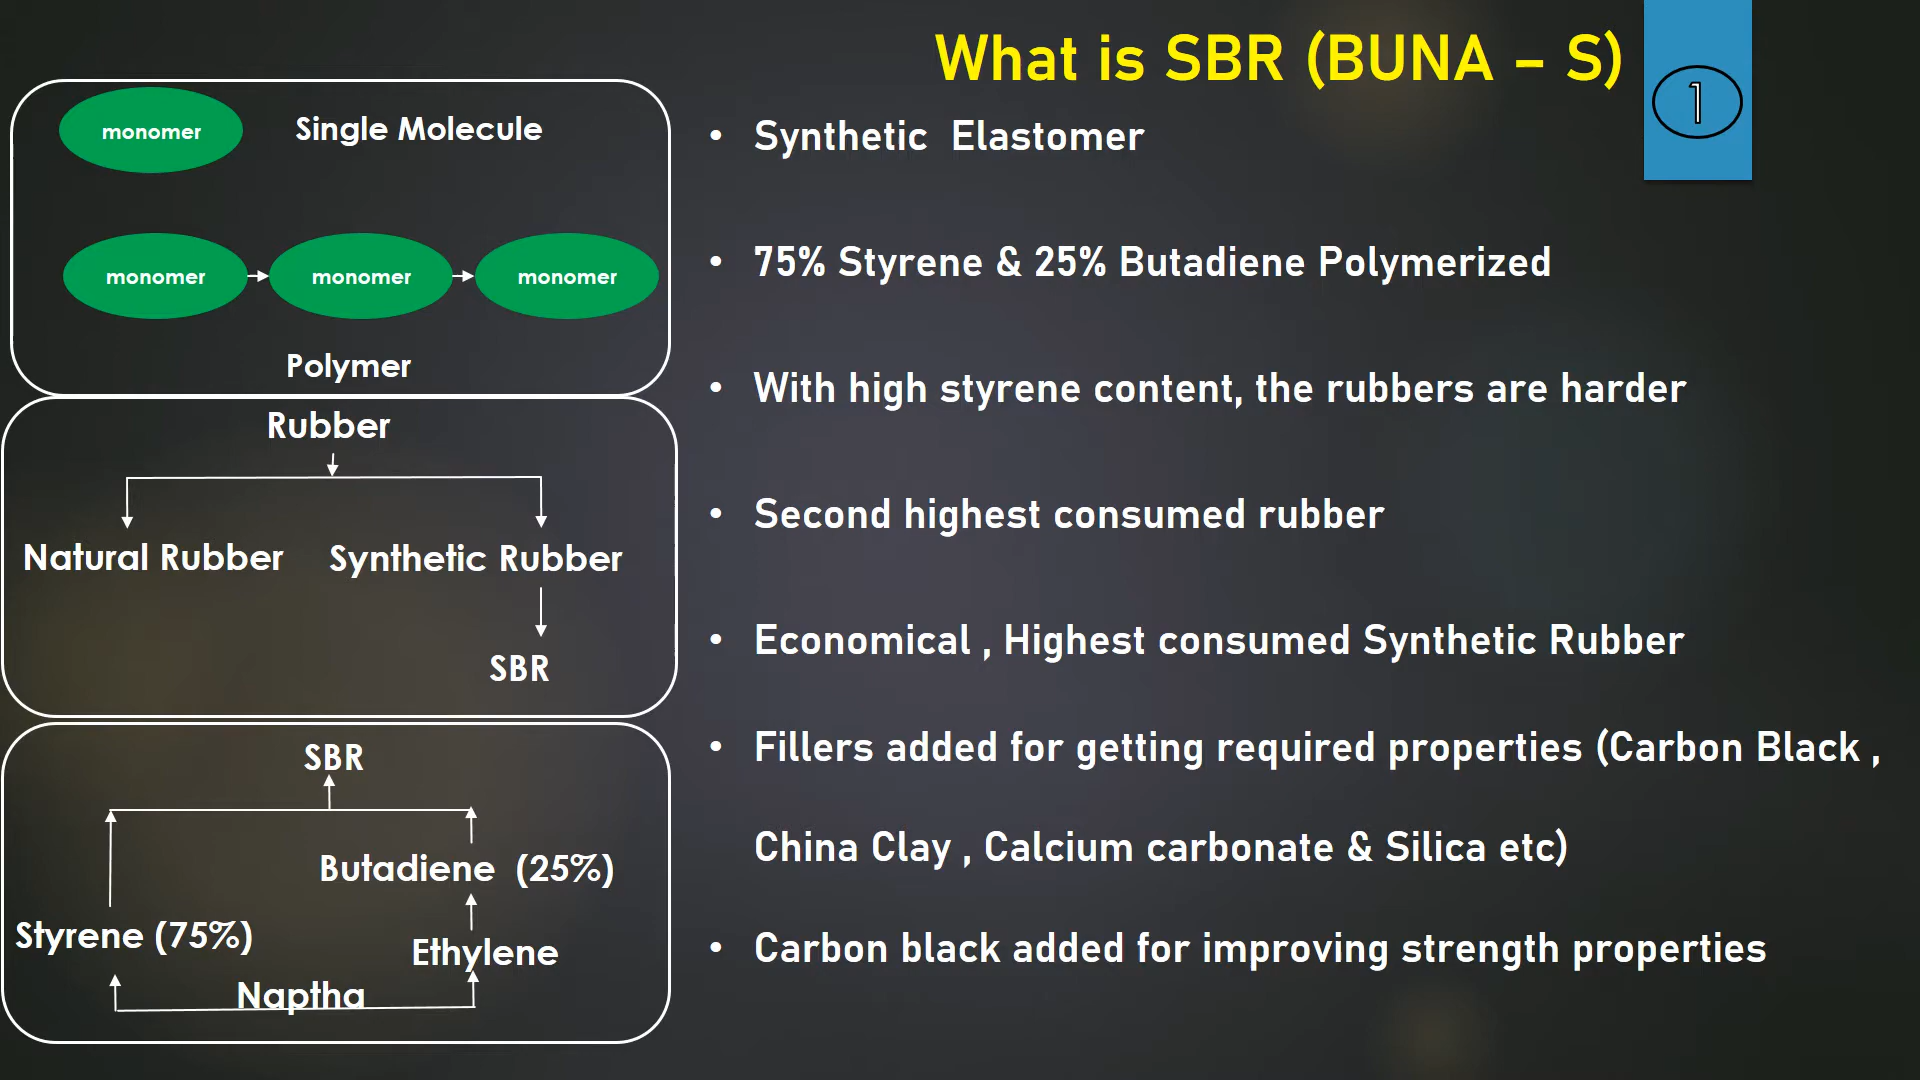 What is SBR (BUNA – S)
1
monomer
Single Molecule
monomer
monomer
monomer
Polymer
Rubber
Natural Rubber
Synthetic Rubber
SBR
SBR
Butadiene (25%)
Styrene (75%)
Ethylene
Naptha
• Synthetic Elastomer
• 75% Styrene & 25% Butadiene Polymerized
• With high styrene content, the rubbers are harder
• Second highest consumed rubber
• Economical , Highest consumed Synthetic Rubber
• Fillers added for getting required properties (Carbon Black ,
China Clay , Calcium carbonate & Silica etc)
• Carbon black added for improving strength properties